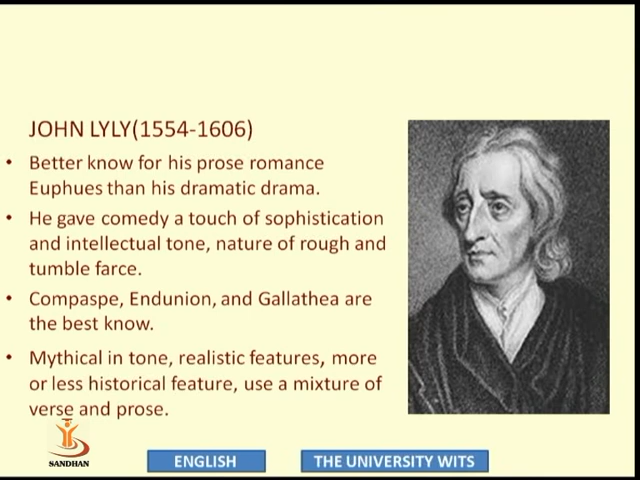 JOHN LYLY(1554-1606)
• Better know for his prose romance
Euphues than his dramatic drama.
• He gave comedy a touch of sophistication
and intellectual tone, nature of rough and
tumble farce.
• Compaspe, Endunion, and Gallathea are
the best know.
• Mythical in tone, realistic features, more
or less historical feature, use a mixture of
verse and prose.
SANDHAN
ENGLISH
THE UNIVERSITY WITS